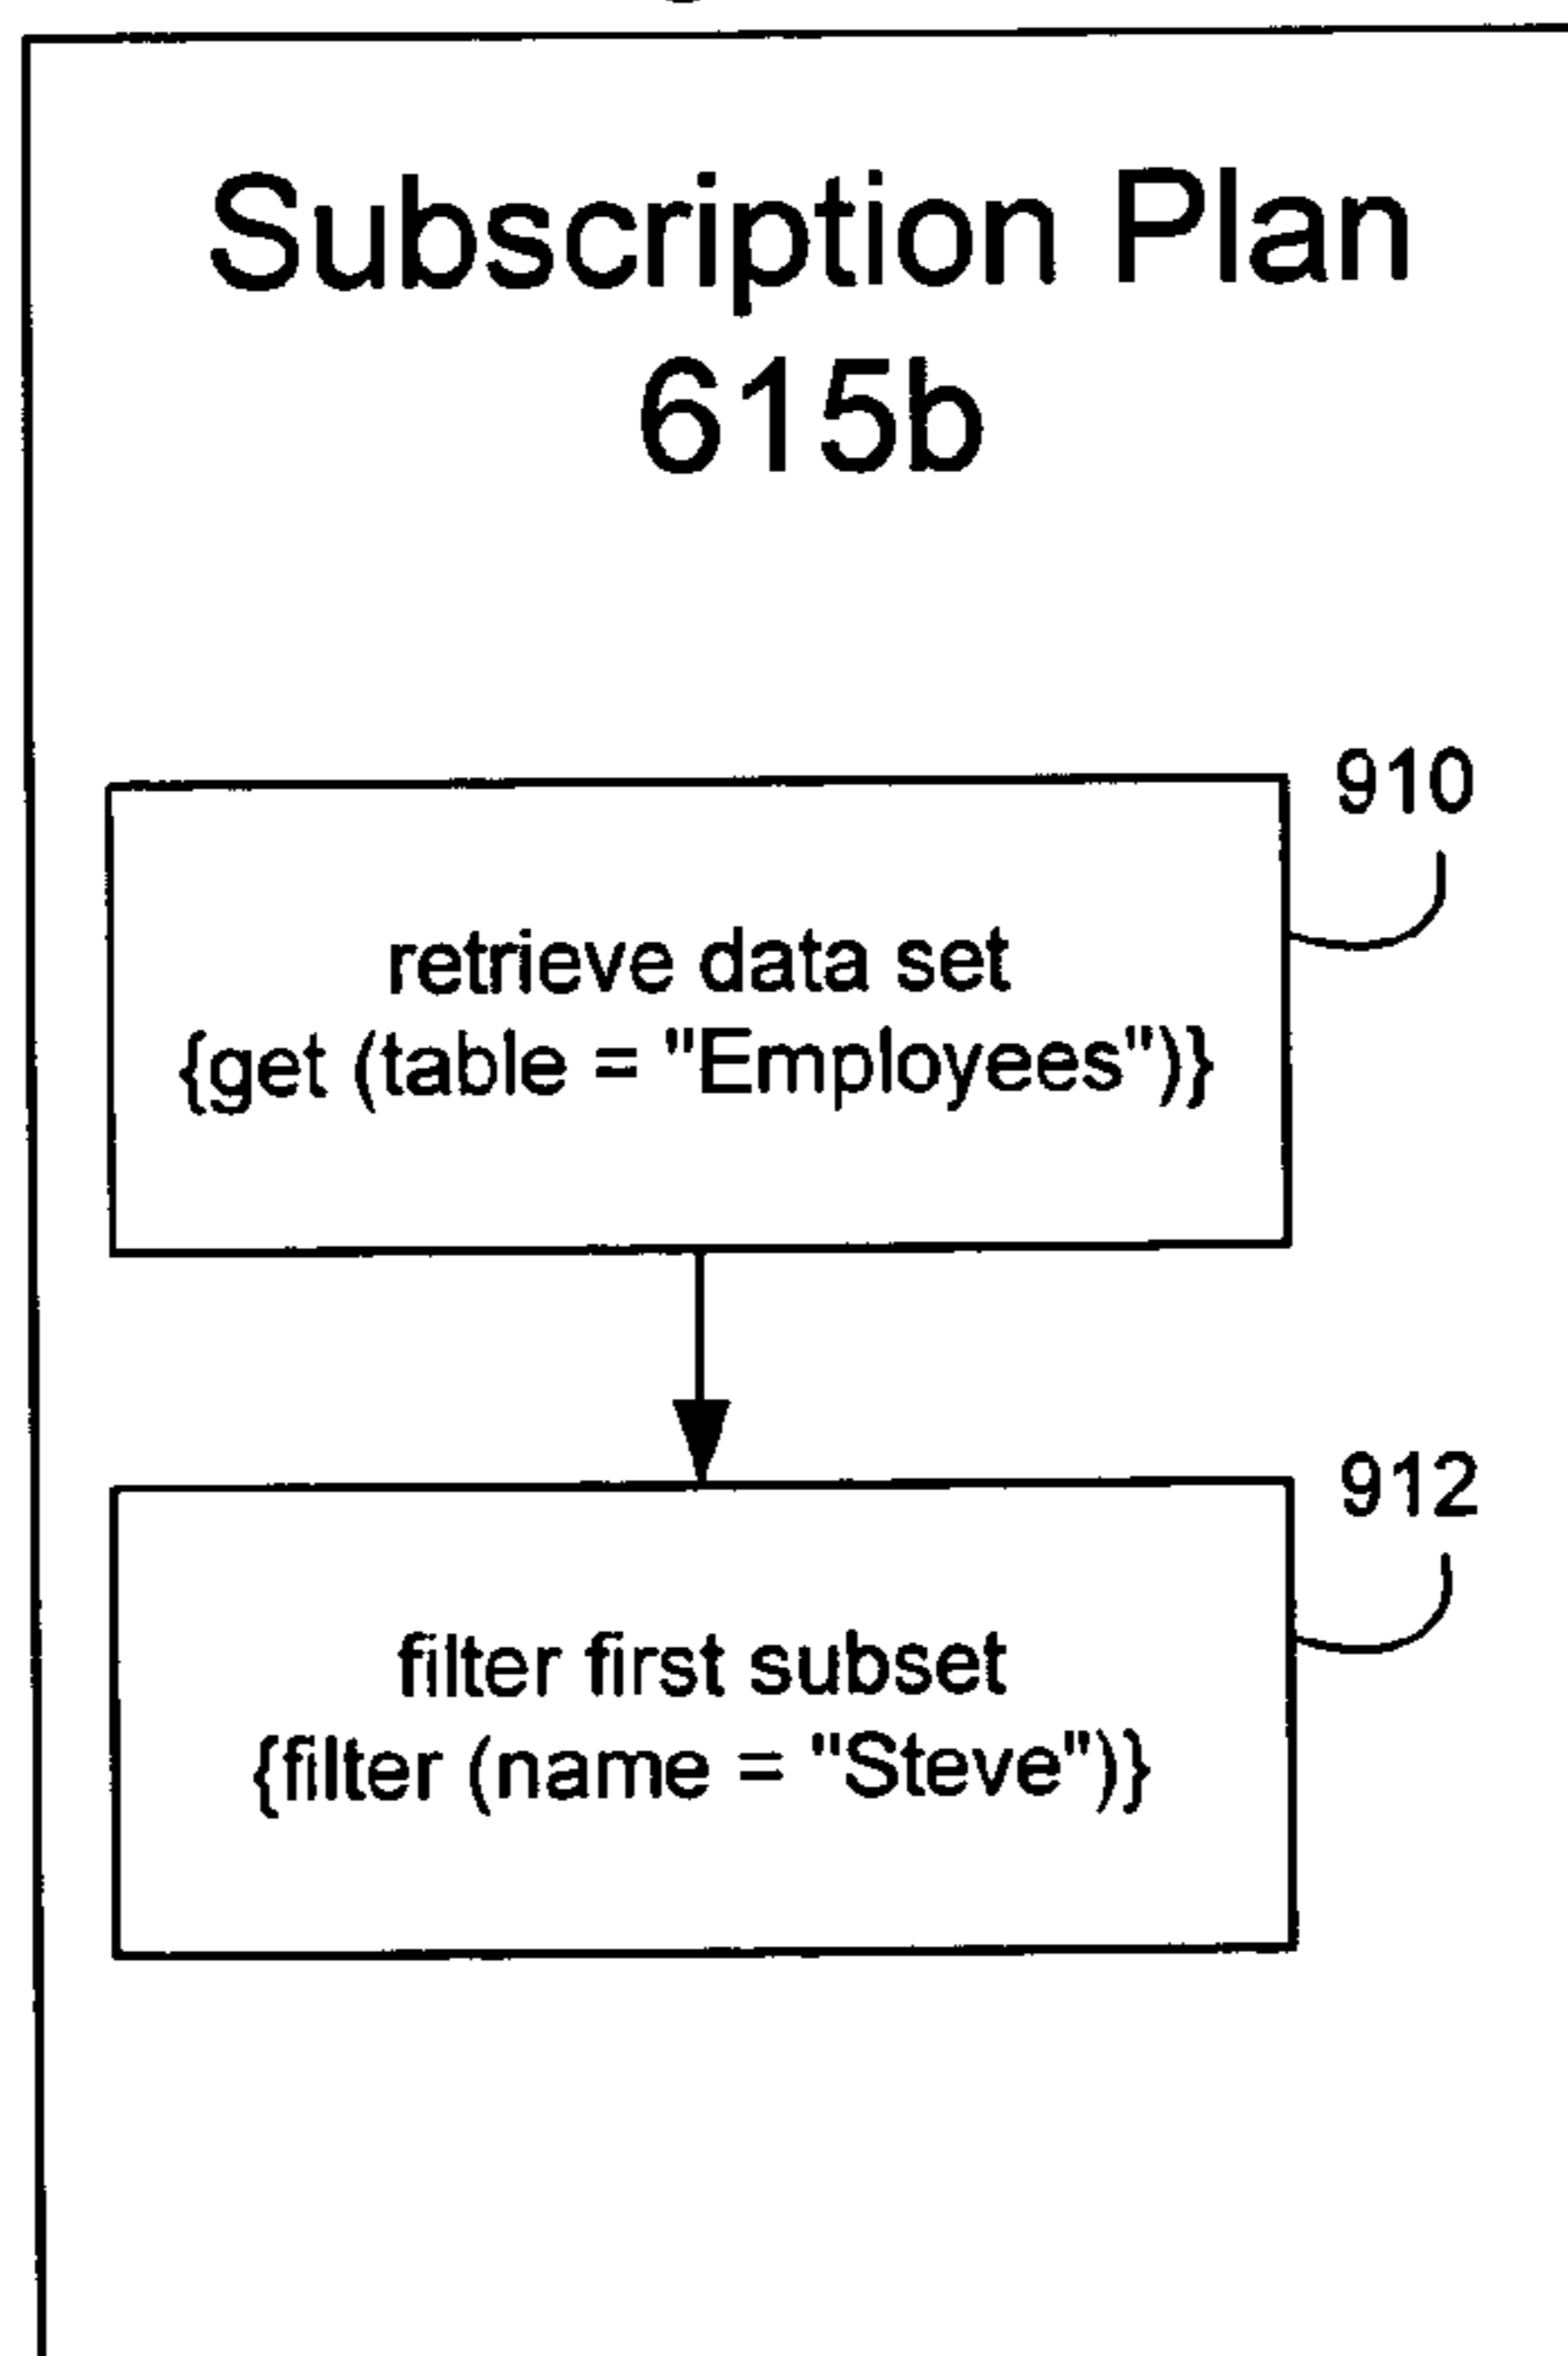 Subscription Plan
615b
910
retrieve data set
{get (table = "Employees")}
912
filter first subset
{filter (name = "Steve")}